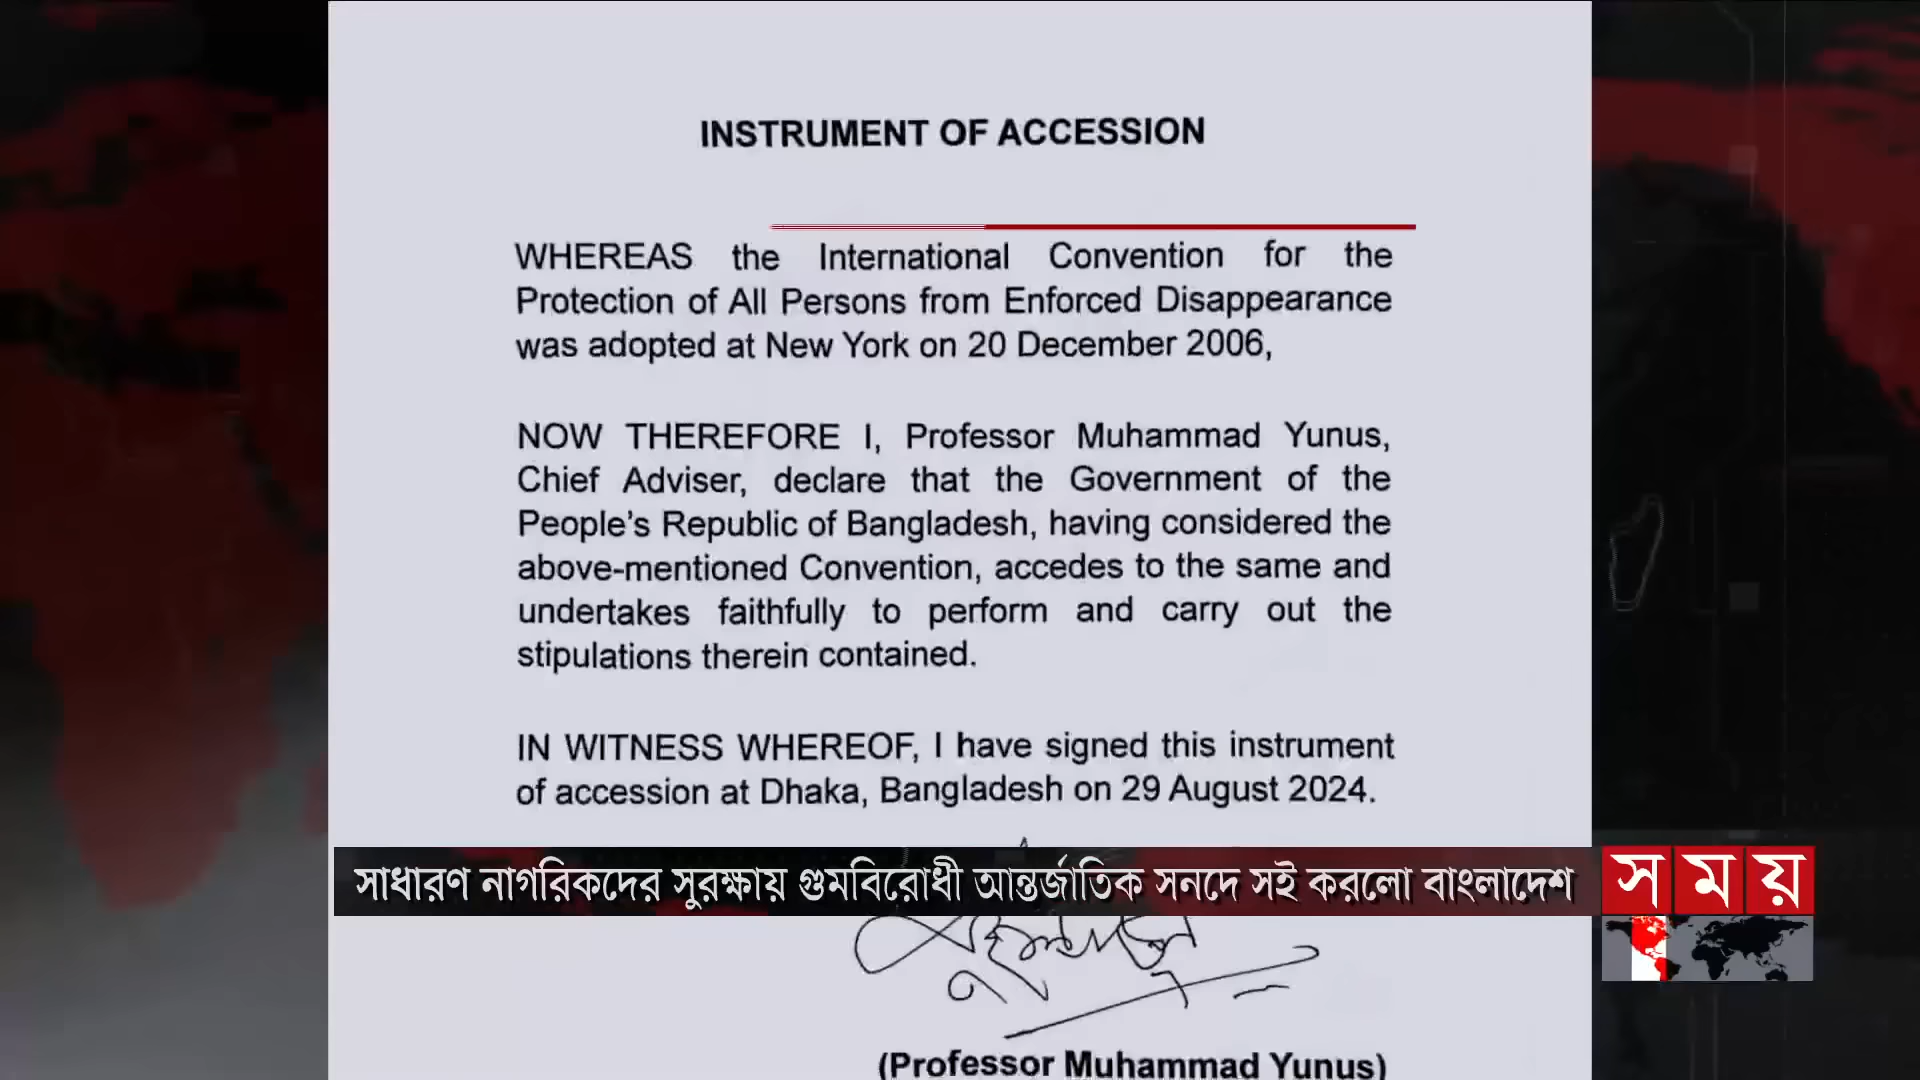 INSTRUMENT OF ACCESSION
WHEREAS the International Convention for the
Protection of All Persons from Enforced Disappearance
was adopted at New York on 20 December 2006,
NOW THEREFORE I, Professor Muhammad Yunus,
Chief Adviser, declare that the Government of the
People's Republic of Bangladesh, having considered the
above-mentioned Convention, accedes to the same and
undertakes faithfully to perform and carry out the
stipulations therein contained.
IN WITNESS WHEREOF, I have signed this instrument
of accession at Dhaka, Bangladesh on 29 August 2024.
সাধারণ নাগরিকদের সুরক্ষায় গুমবিরোধী আন্তর্জাতিক সনদে সই করলো বাংলাদেশ
সময়
(Professor Muhammad Yunus)